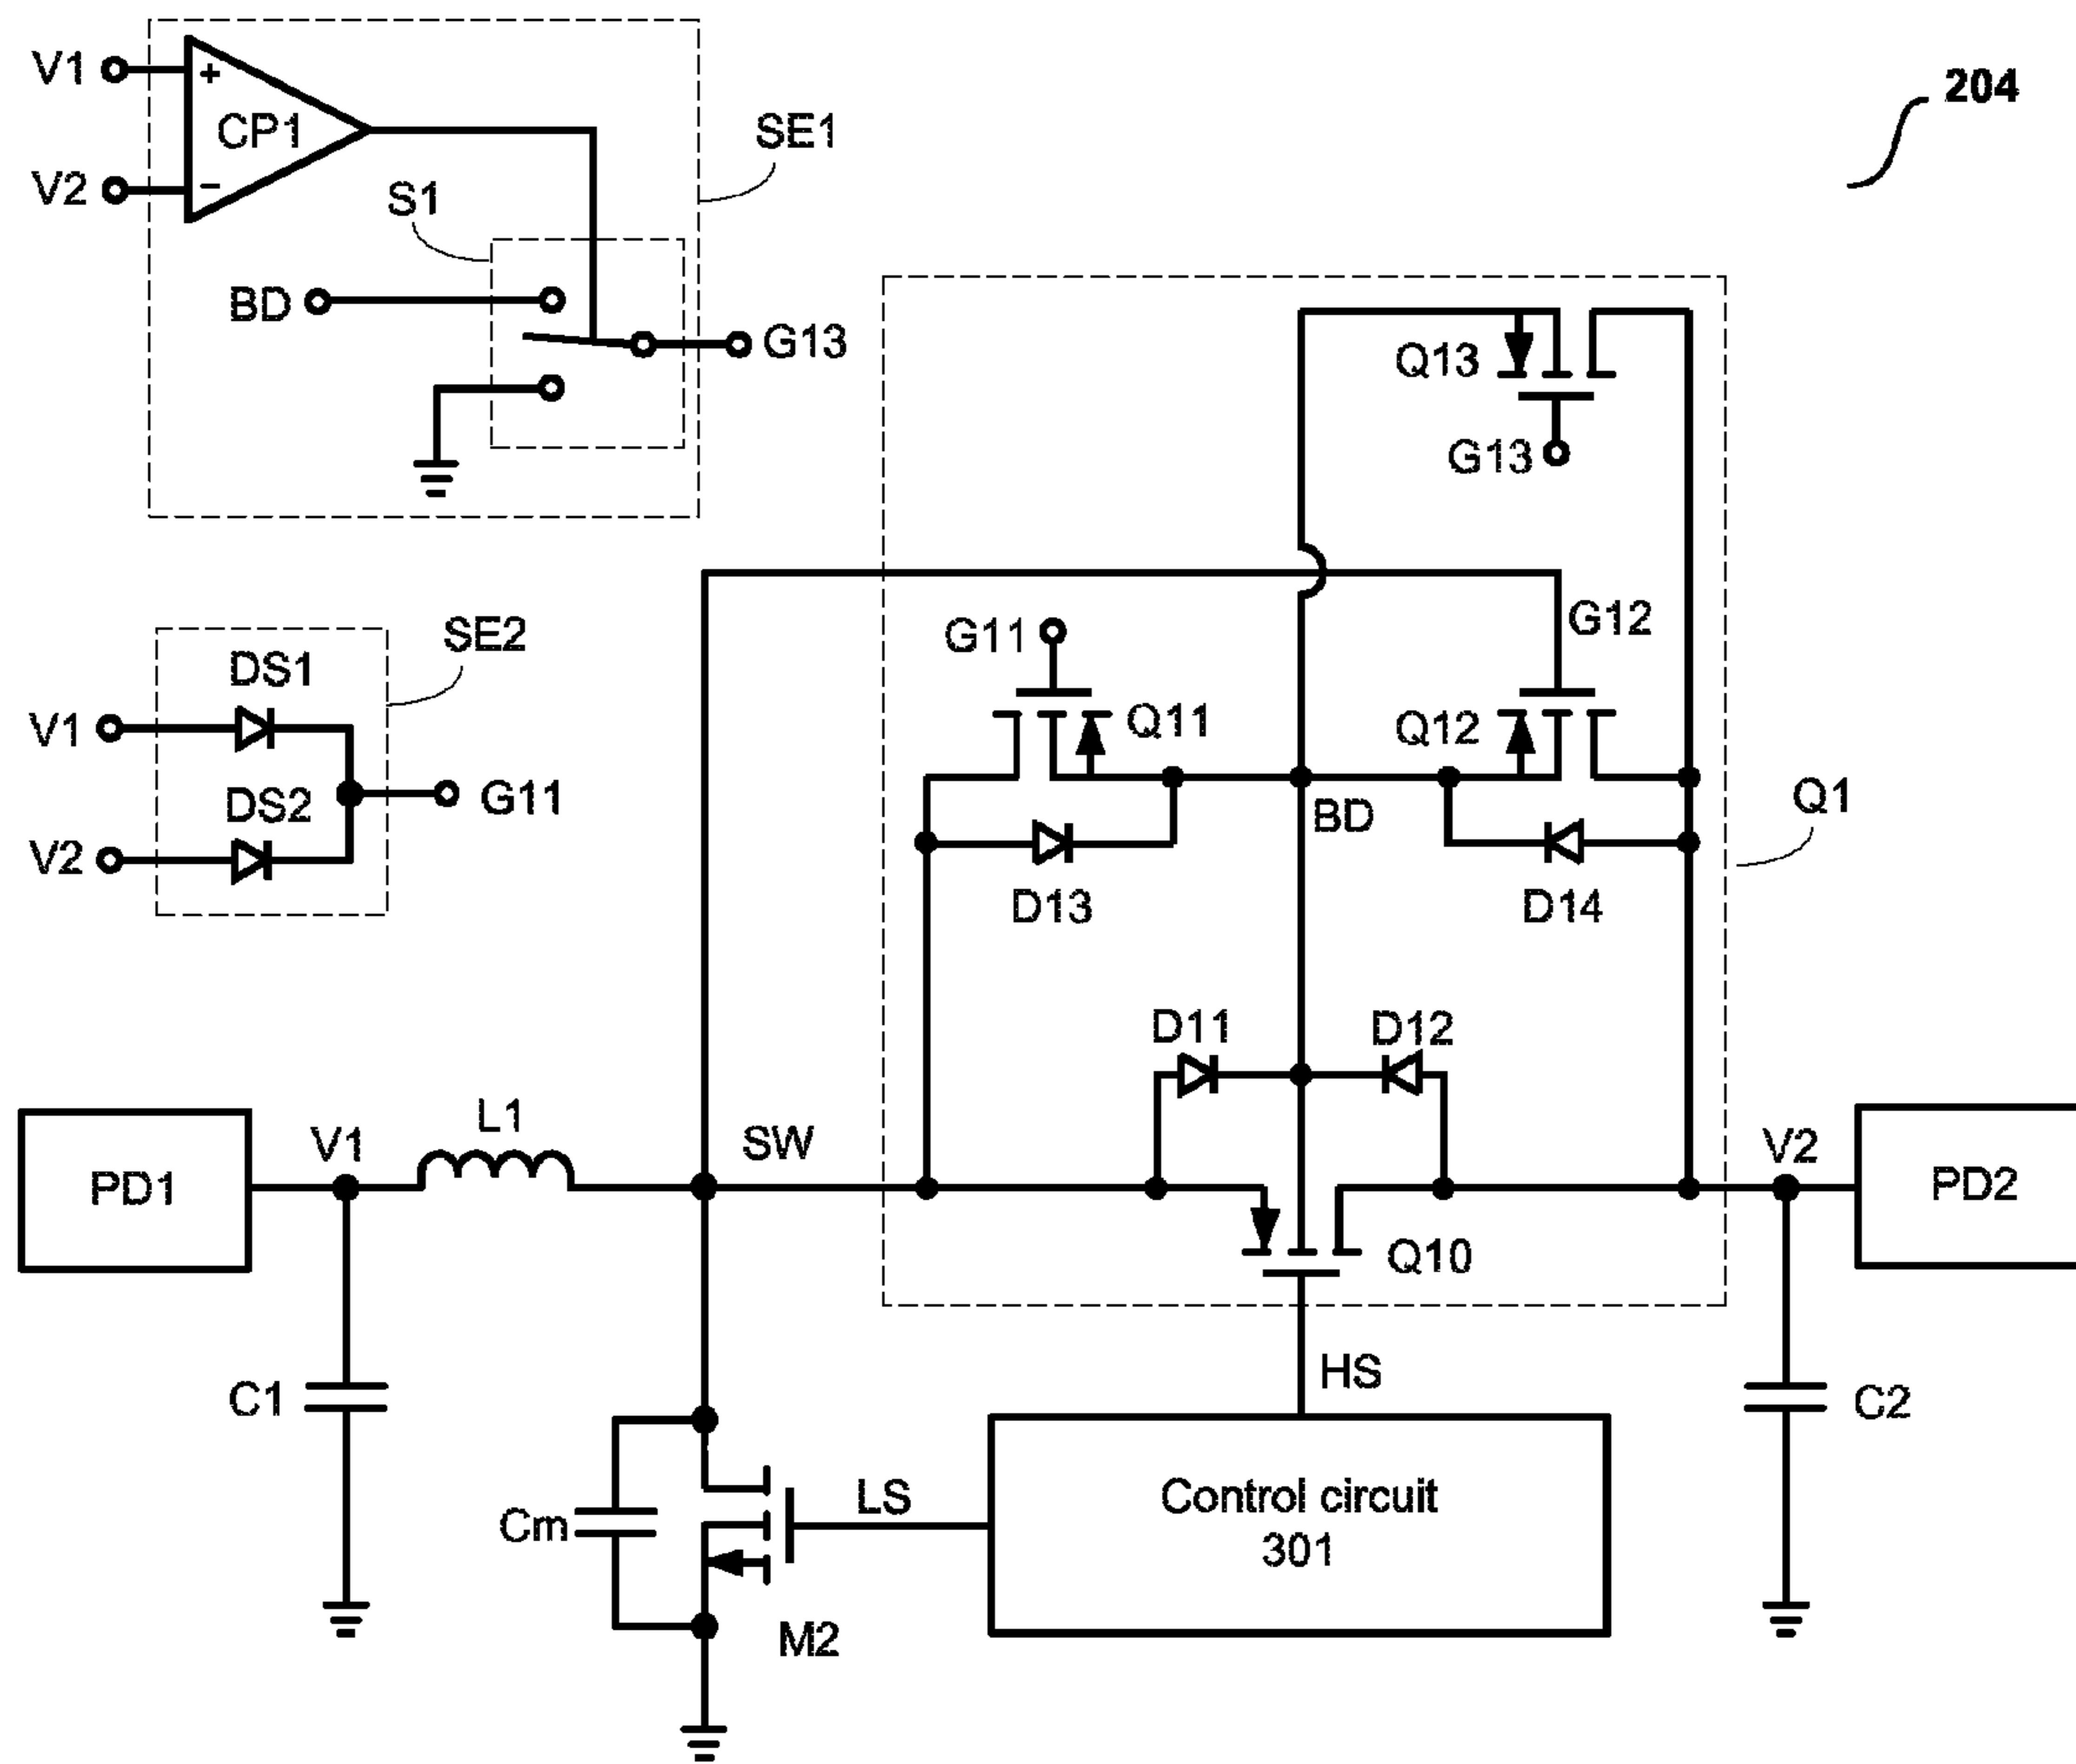 V1
+
CP1
V2
−
SE1
204
S1
BD
G13
Q13
G13
SE2
DS1
V1
DS2
G11
V2
G11
G12
Q11
Q12
BD
Q1
D13
D14
D11
D12
PD1
V1
L1
SW
V2
PD2
Q10
C1
HS
C2
Cm
LS
Control circuit
301
M2